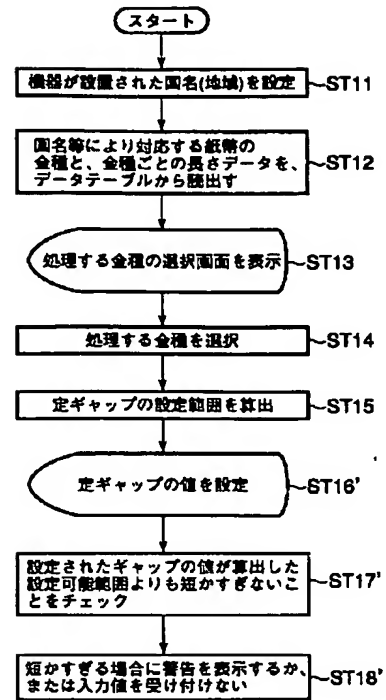 スタート
機器が設置された国名(地域)を設定
ST11
国名等により対応する紙幣の
金種と、金種ごとの長さデータを、
データテーブルから読出す
ST12
処理する金種の選択画面を表示
ST13
処理する金種を選択
ST14
定ギャップの設定範囲を算出
ST15
定ギャップの値を設定
ST16'
設定されたギャップの値が算出した
設定可能範囲よりも短かすぎないこ
とをチェック
ST17'
短かすぎる場合に警告を表示するか、
または入力値を受け付けない
ST18'